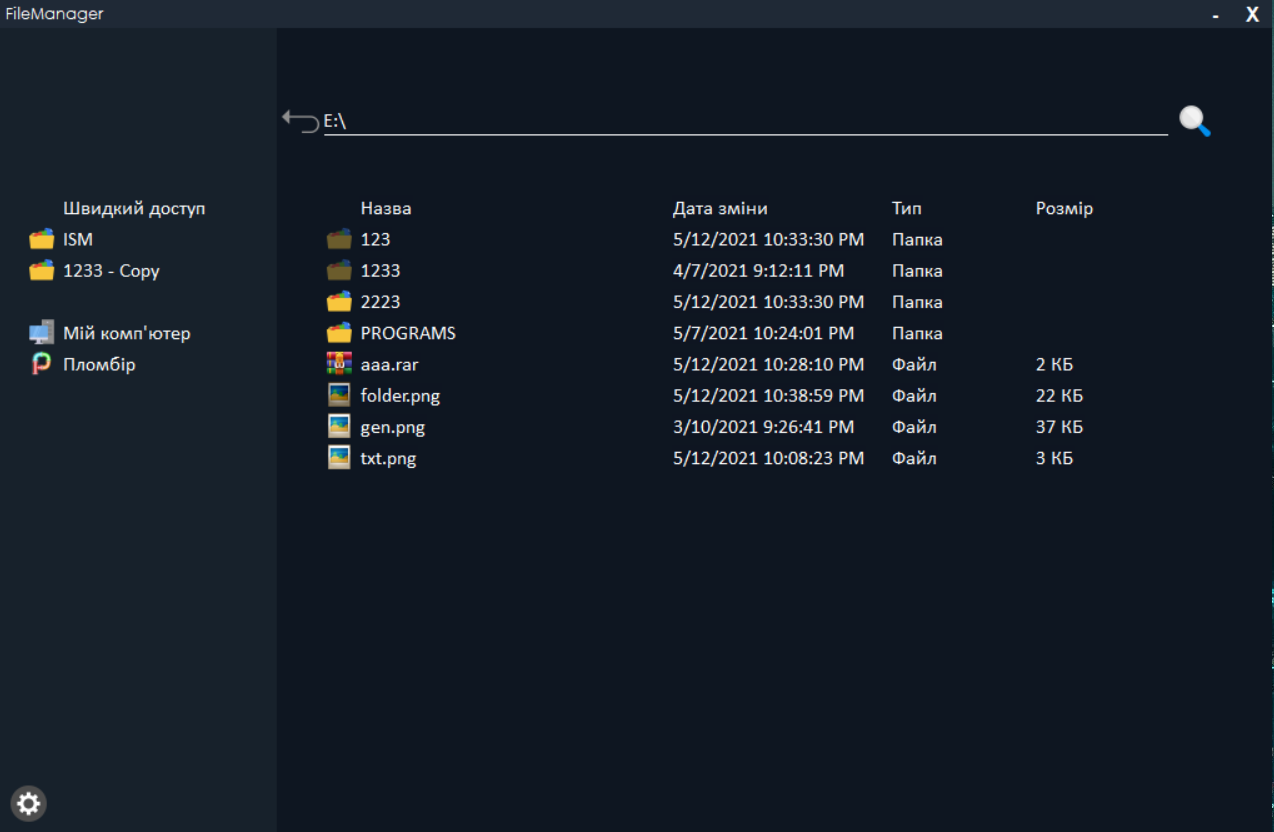 FileManager - X
E:\
Швидкий доступ
ISM
1233 - Copy
Мій комп'ютер
Пломбір
Назва Дата зміни Тип Розмір
123 5/12/2021 10:33:30 PM Папка
1233 4/7/2021 9:12:11 PM Папка
2223 5/12/2021 10:33:30 PM Папка
PROGRAMS 5/7/2021 10:24:01 PM Папка
aaa.rar 5/12/2021 10:28:10 PM Файл 2 КБ
folder.png 5/12/2021 10:38:59 PM Файл 22 КБ
gen.png 3/10/2021 9:26:41 PM Файл 37 КБ
txt.png 5/12/2021 10:08:23 PM Файл 3 КБ